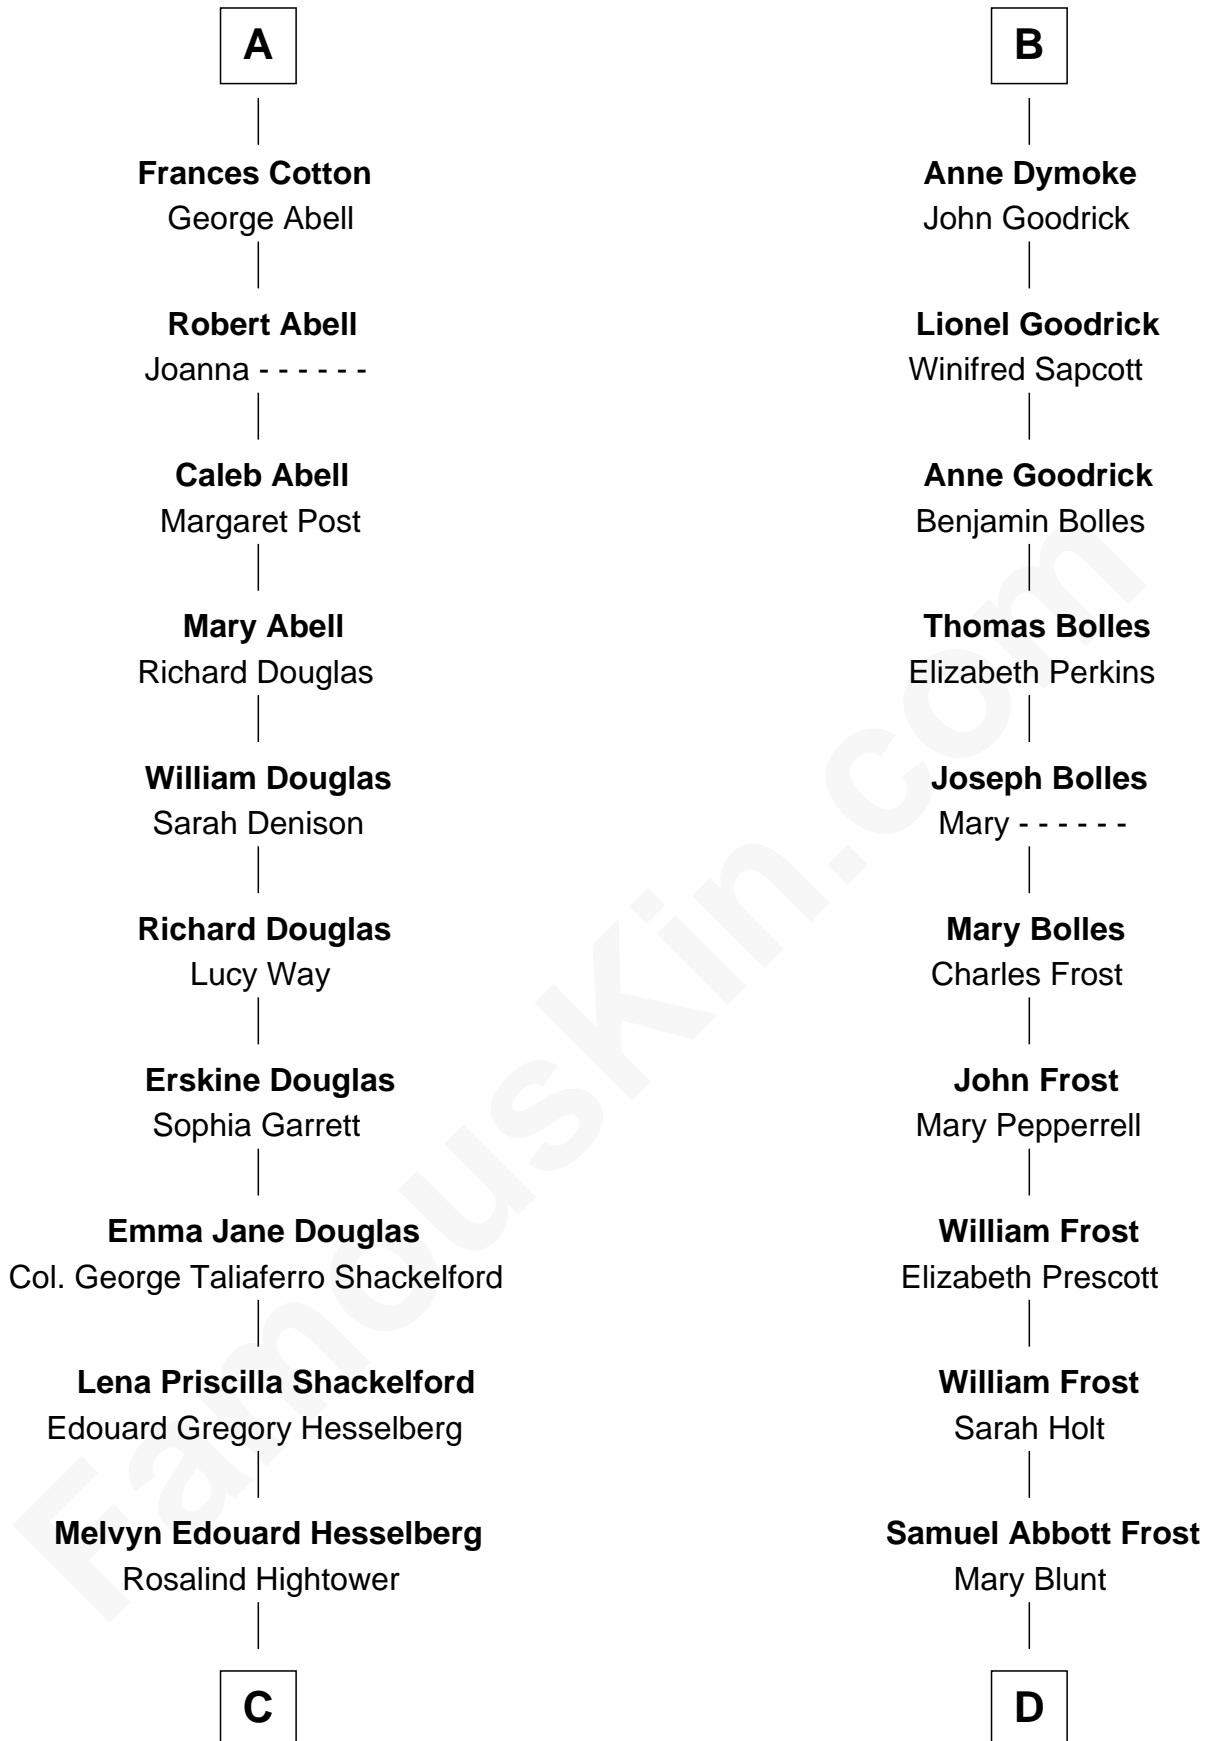 A
Frances Cotton
George Abell
Robert Abell
Joanna - - - - - -
Caleb Abell
Margaret Post
Mary Abell
Richard Douglas
William Douglas
Sarah Denison
Richard Douglas
Lucy Way
Erskine Douglas
Sophia Garrett
Emma Jane Douglas
Col. George Taliaferro Shackelford
Lena Priscilla Shackelford
Edouard Gregory Hesselberg
Melvyn Edouard Hesselberg
Rosalind Hightower
C
B
Anne Dymoke
John Goodrick
Lionel Goodrick
Winifred Sapcott
Anne Goodrick
Benjamin Bolles
Thomas Bolles
Elizabeth Perkins
Joseph Bolles
Mary - - - - - -
Mary Bolles
Charles Frost
John Frost
Mary Pepperrell
William Frost
Elizabeth Prescott
William Frost
Sarah Holt
Samuel Abbott Frost
Mary Blunt
D
FamousKin.com